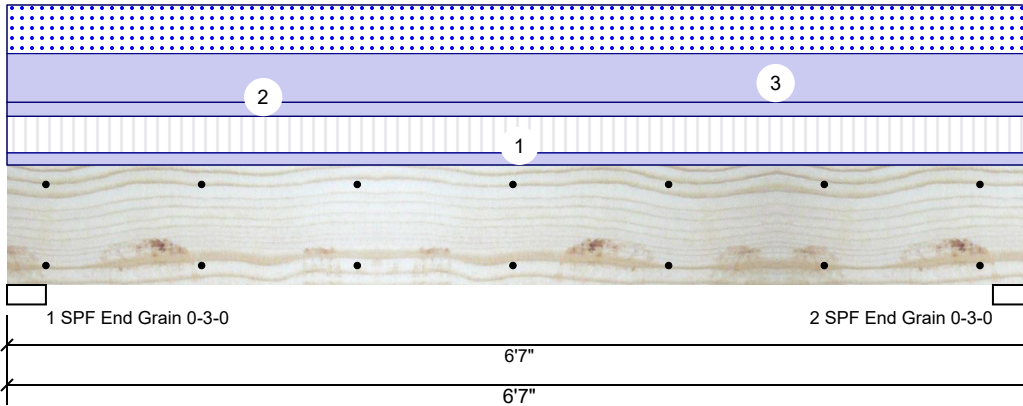 2
3
1
1 SPF End Grain 0-3-0
2 SPF End Grain 0-3-0
6'7"
6'7"